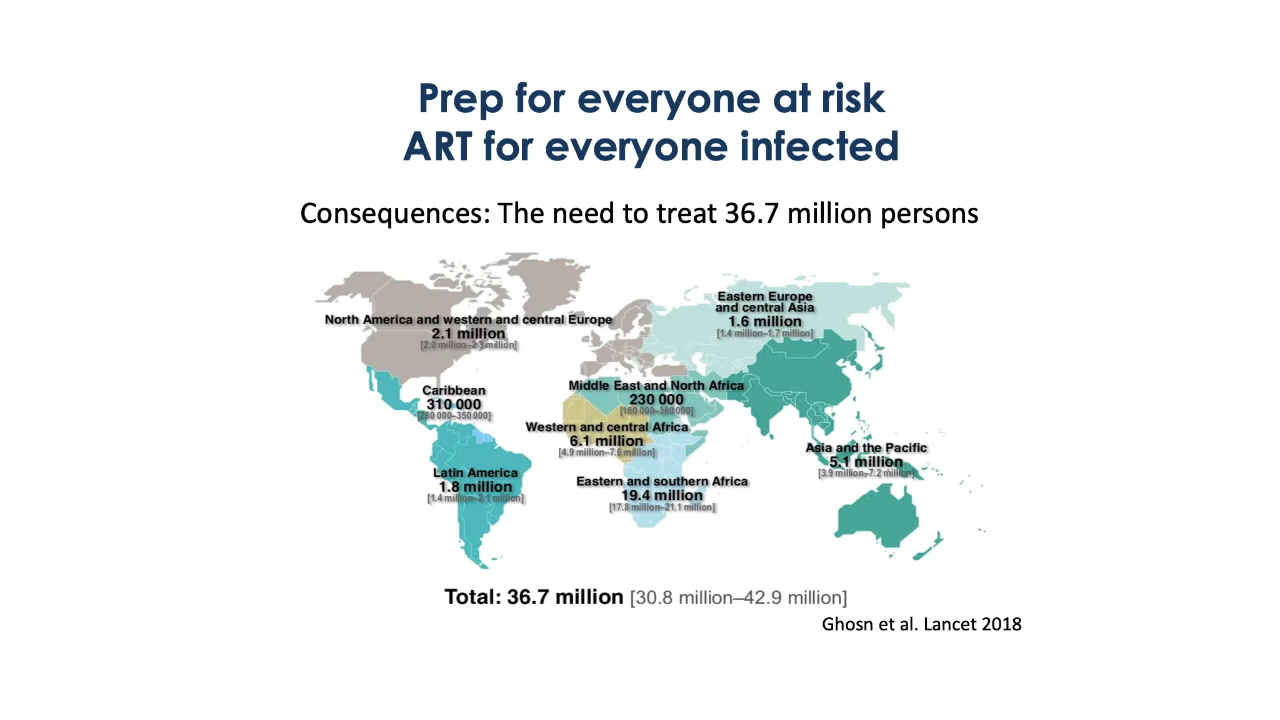 Prep for everyone at risk
ART for everyone infected
Consequences: The need to treat 36.7 million persons
Eastern Europe
and central Asia
1.6 million
[1.4 million–1.7 million]
North America and western and central Europe
2.1 million
[2.0 million–2.3 million]
Caribbean
310 000
[280 000–350 000]
Middle East and North Africa
230 000
[160 000–380 000]
Western and central Africa
6.1 million
[4.9 million–7.6 million]
Asia and the Pacific
5.1 million
[3.9 million–7.2 million]
Latin America
1.8 million
[1.4 million–2.1 million]
Eastern and southern Africa
19.4 million
[17.8 million–21.1 million]
Total: 36.7 million [30.8 million–42.9 million]
Ghosn et al. Lancet 2018